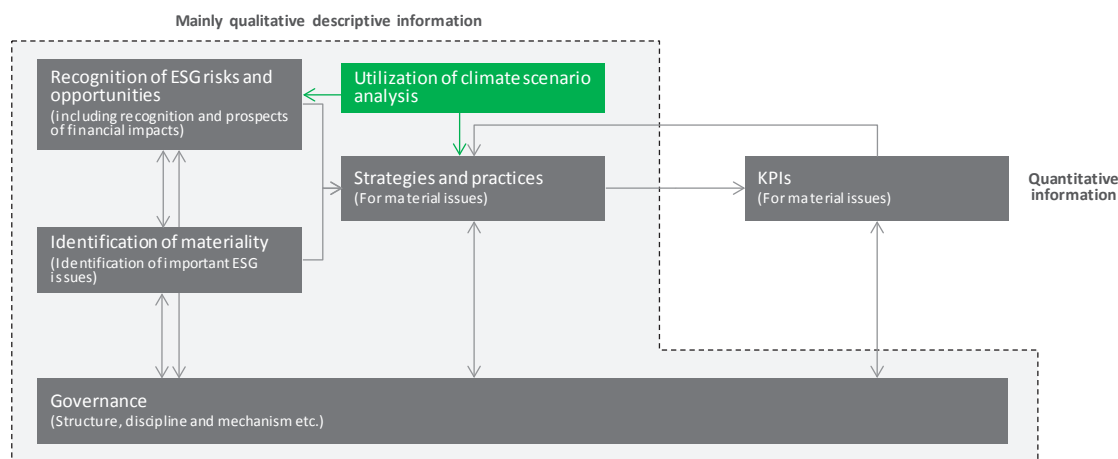 Mainly qualitative descriptive information
Recognition of ESG risks and
opportunities
(including recognition and prospects
of financial impacts)
Utilization of climate scenario
analysis
Strategies and practices
(For material issues)
KPIs
(For material issues)
Quantitative
information
Identification of materiality
(Identification of important ESG
issues)
Governance
(Structure, discipline and mechanism etc.)